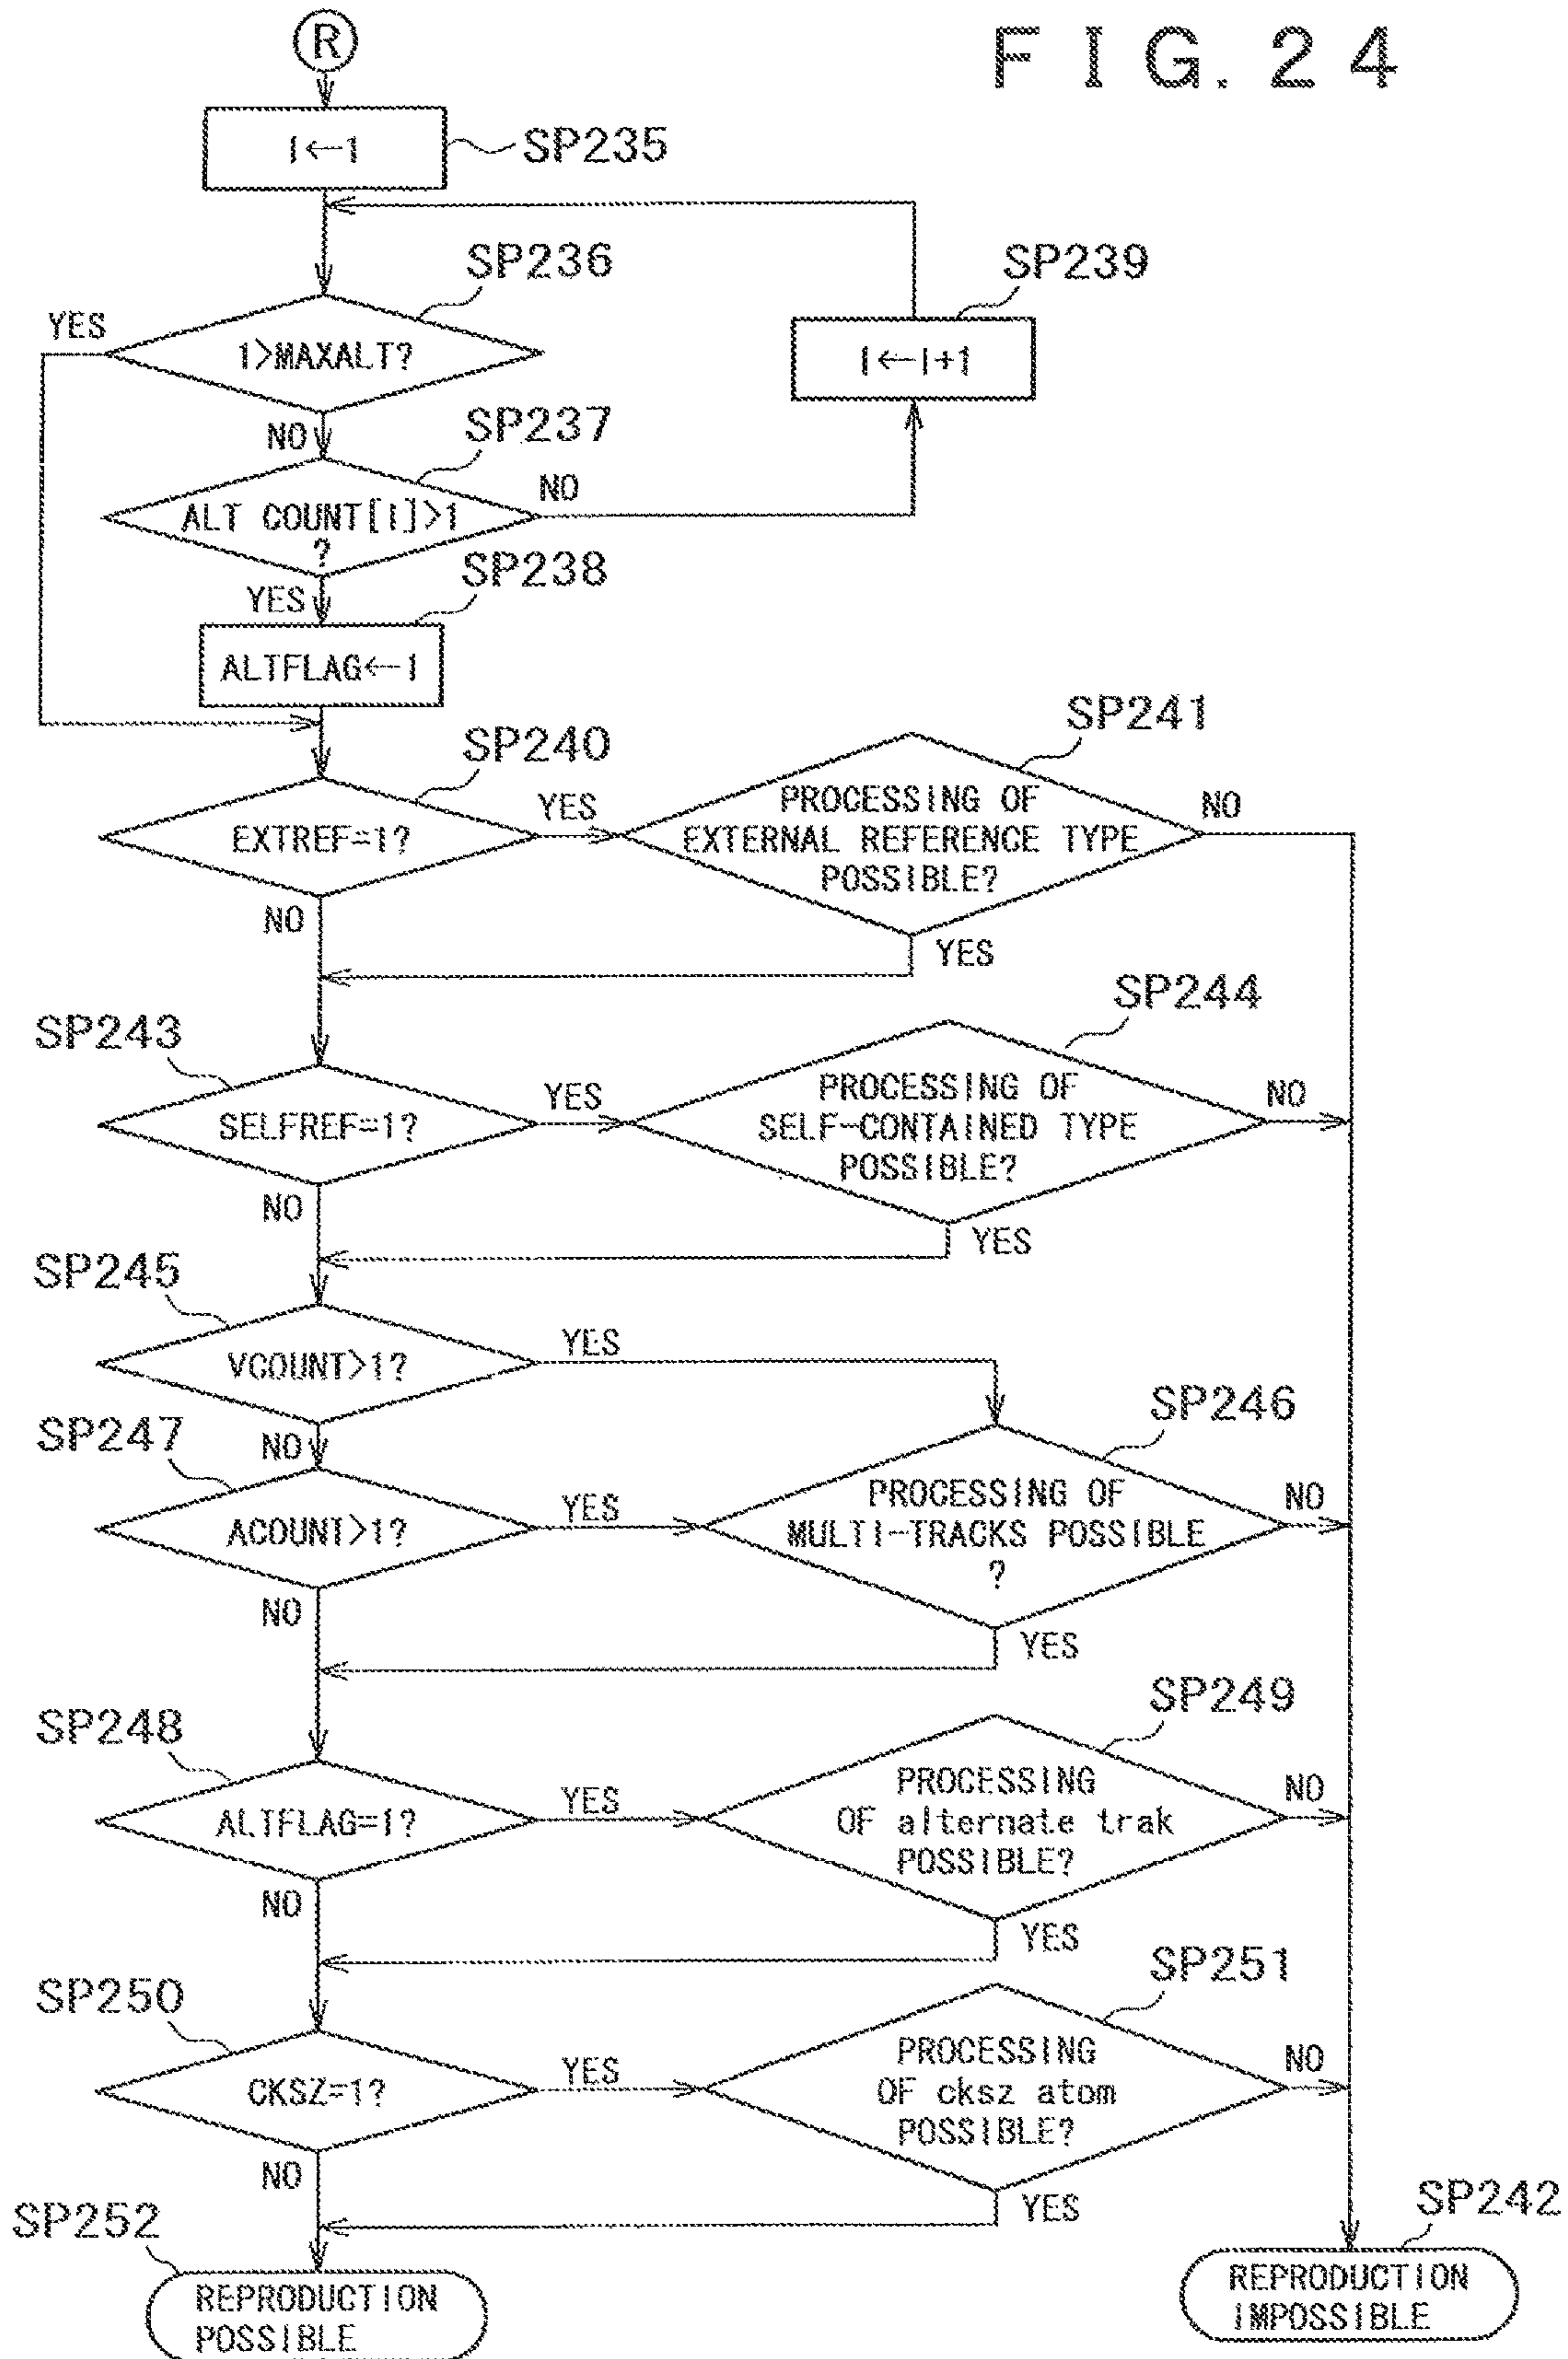 FIG. 24
R
I←1
SP235
SP236
SP239
YES
1>MAXALT?
I←I+1
NO
SP237
NO
ALT COUNT[I]>1
?
SP238
YES
ALTFLAG←1
SP241
SP240
PROCESSING OF
EXTERNAL REFERENCE TYPE
POSSIBLE?
YES
NO
EXTREF=1?
NO
YES
SP244
SP243
PROCESSING OF
SELF-CONTAINED TYPE
POSSIBLE?
YES
NO
SELFREF=1?
NO
YES
SP245
YES
VCOUNT>1?
SP246
SP247
NO
PROCESSING OF
MULTI-TRACKS POSSIBLE
?
YES
NO
ACOUNT>1?
NO
YES
SP249
SP248
PROCESSING
OF alternate trak
POSSIBLE?
YES
NO
ALTFLAG=1?
NO
YES
SP251
SP250
PROCESSING
OF cksz atom
POSSIBLE?
YES
NO
CKSZ=1?
NO
YES
SP252
SP242
REPRODUCTION
POSSIBLE
REPRODUCTION
IMPOSSIBLE